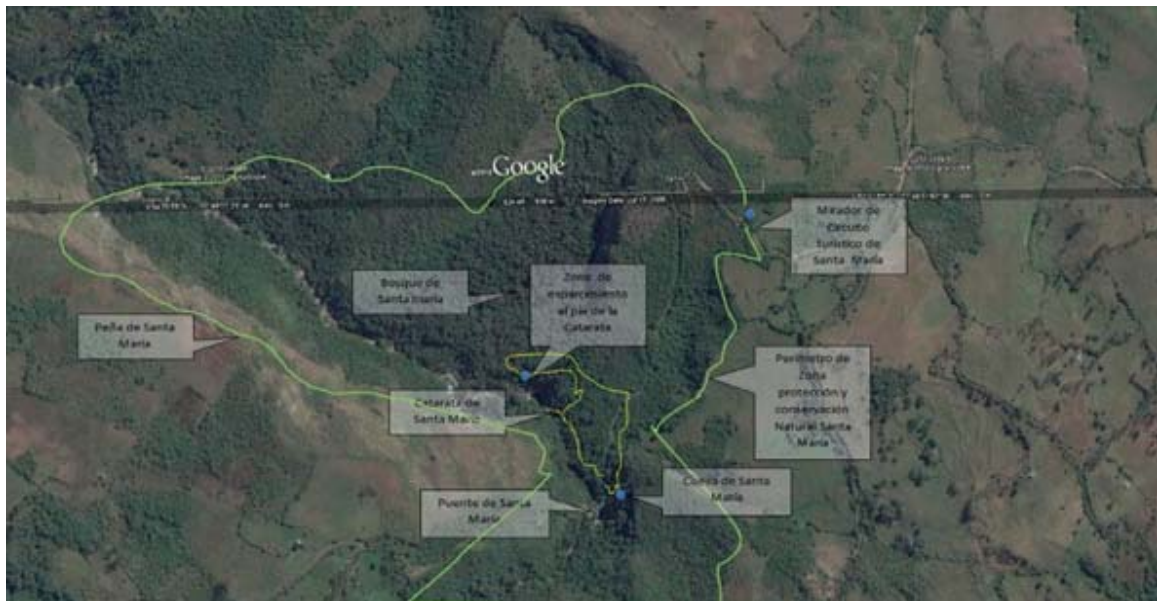 Google
Mirador de
Circuito
Turístico de
Santa María
Bosque de
Santa maría
Zona de
esparcimiento
al pie de la
Catarata
Peña de Santa
María
Perímetro de
Zona
protección y
conservación
Natural Santa
María
Catarata de
Santa María
Cueva de Santa
María
Puente de Santa
María